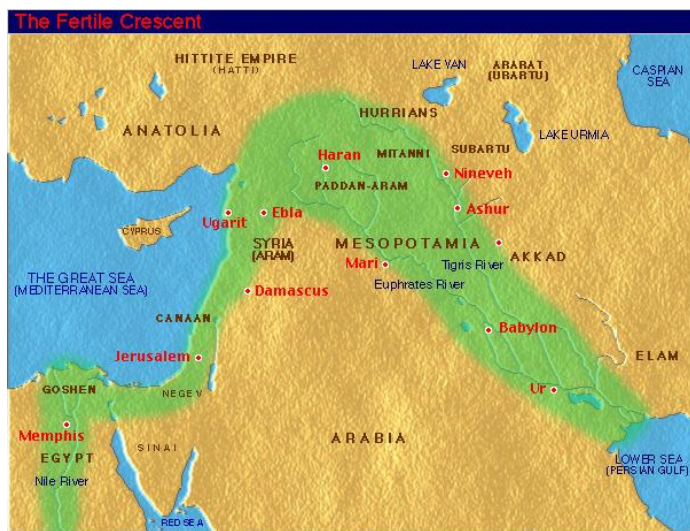 The Fertile Crescent
HITTITE EMPIRE
(HATTI)
LAKE VAN
ARARAT
(URARTU)
CASPIAN
SEA
HURRIANS
ANATOLIA
LAKE URMIA
MITANNI
SUBARTU
Haran
Nineveh
PADDAN-ARAM
Ashur
Ugarit
Ebla
CYPRUS
SYRIA
(ARAM)
MESOPOTAMIA
AKKAD
Mari
Tigris River
THE GREAT SEA
(MEDITERRANEAN SEA)
Euphrates River
Damascus
CANAAN
Babylon
Jerusalem
ELAM
GOSHEN
NEGEV
Ur
Memphis
ARABIA
SINAI
EGYPT
LOWER SEA
(PERSIAN GULF)
Nile River
RED SEA